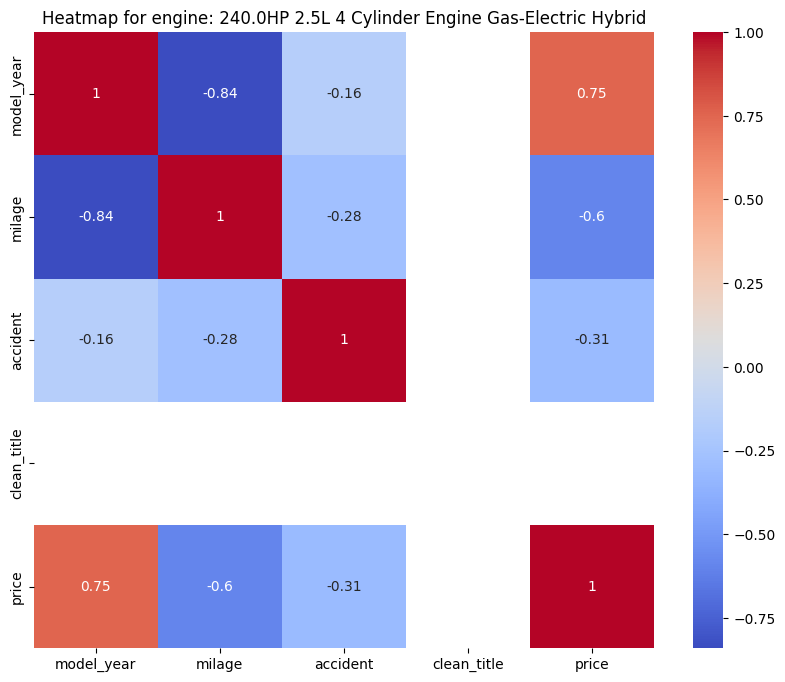 Heatmap for engine: 240.0HP 2.5L 4 Cylinder Engine Gas-Electric Hybrid
model_year
1
-0.84
-0.16
0.75
milage
-0.84
1
-0.28
-0.6
accident
-0.16
-0.28
1
-0.31
clean_title
price
0.75
-0.6
-0.31
1
model_year
milage
accident
clean_title
price
1.00
0.75
0.50
0.25
0.00
-0.25
-0.50
-0.75